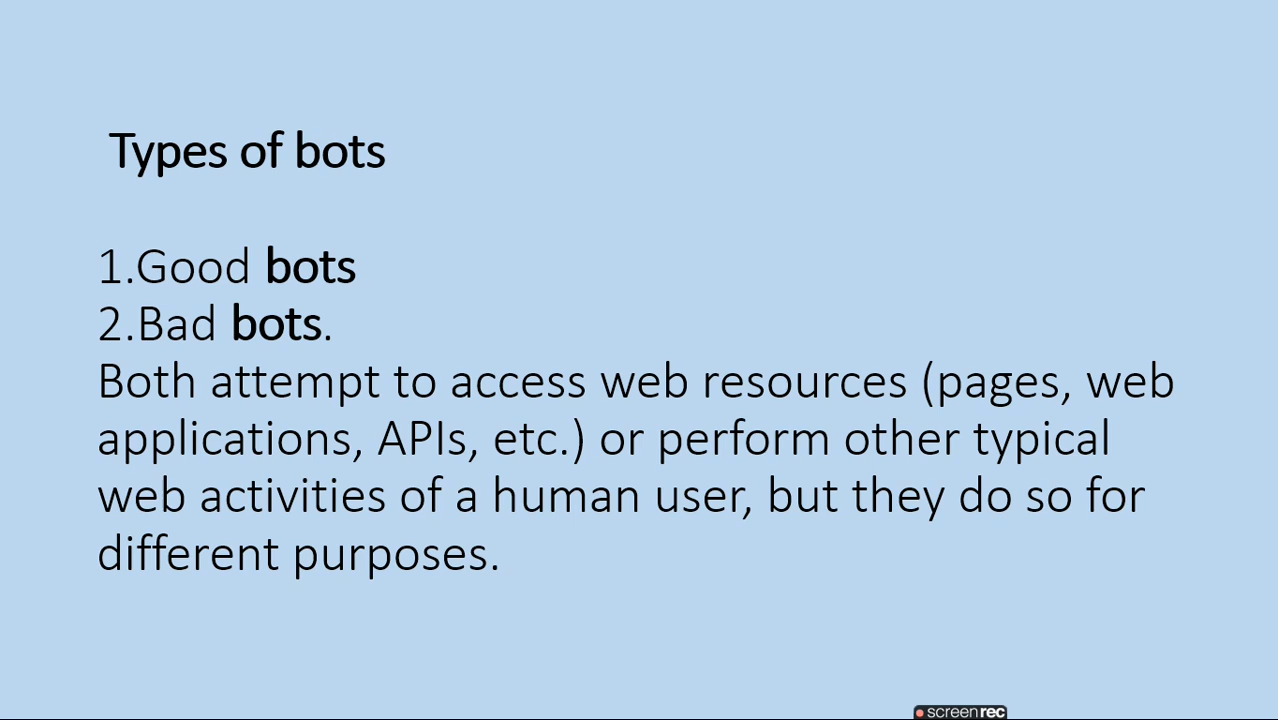 Types of bots
1.Good bots
2.Bad bots.
Both attempt to access web resources (pages, web
applications, APIs, etc.) or perform other typical
web activities of a human user, but they do so for
different purposes.
screenrec